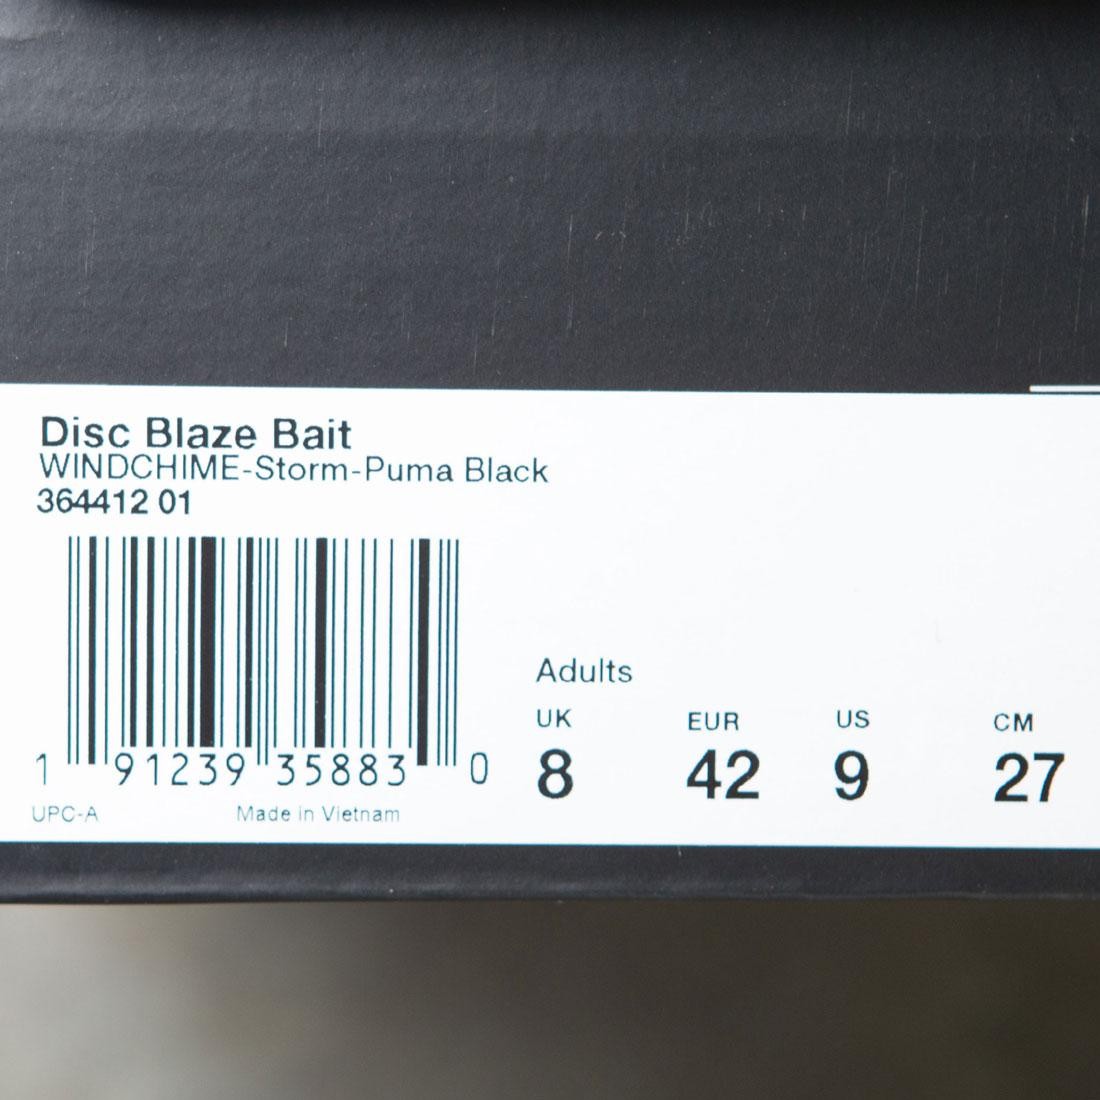 Disc Blaze Bait
WINDCHIME-Storm-Puma Black
364412 01
1 91239 35883 0
UPC-A Made in Vietnam
Adults
UK EUR US CM
8 42 9 27